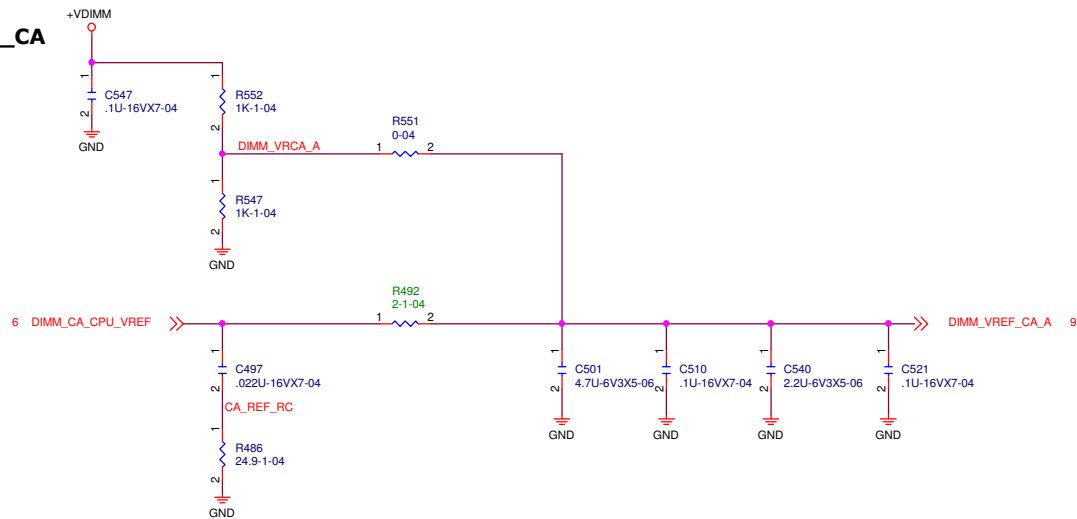 +VDIMM
_CA
1
C547
.1U-16VX7-04
2
GND
1
R552
1K-1-04
2
DIMM_VRCA_A
R551
0-04
1
2
1
R547
1K-1-04
2
GND
R492
2-1-04
6 DIMM_CA_CPU_VREF
1
2
DIMM_VREF_CA_A 9
1
C497
.022U-16VX7-04
2
CA_REF_RC
1
R486
24.9-1-04
2
GND
1
C501
4.7U-6V3X5-06
2
GND
1
C510
.1U-16VX7-04
2
GND
1
C540
2.2U-6V3X5-06
2
GND
1
C521
.1U-16VX7-04
2
GND